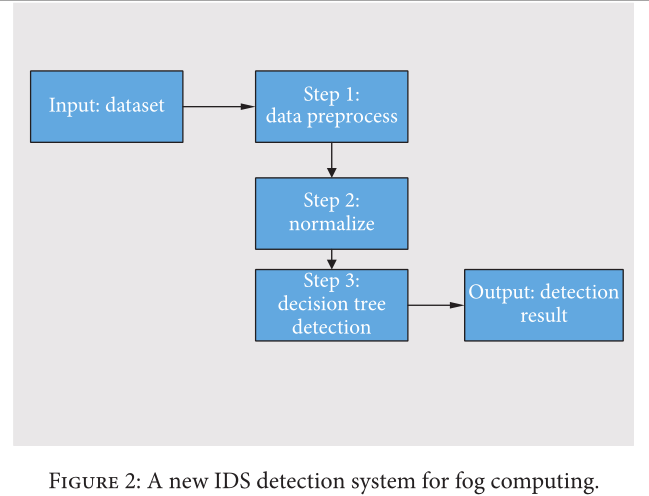 Input: dataset
Step 1:
data preprocess
Step 2:
normalize
Step 3:
decision tree
detection
Output: detection
result
FIGURE 2: A new IDS detection system for fog computing.